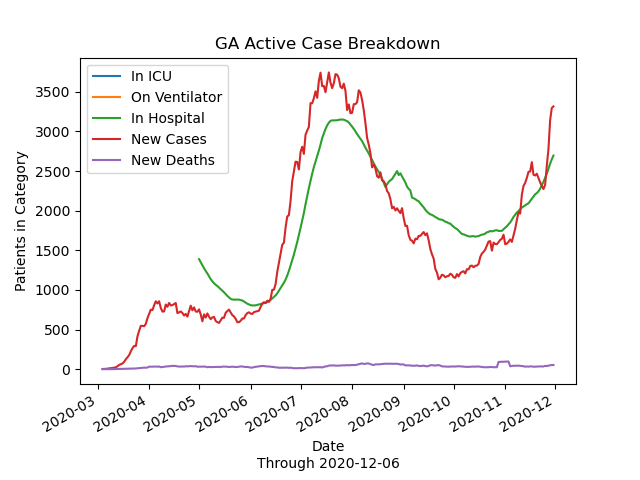 GA Active Case Breakdown
In ICU
On Ventilator
In Hospital
New Cases
New Deaths
Patients in Category
3500
3000
2500
2000
1500
1000
500
0
2020-03
2020-04
2020-05
2020-06
2020-07
2020-08
2020-09
2020-10
2020-11
2020-12
Date
Through 2020-12-06